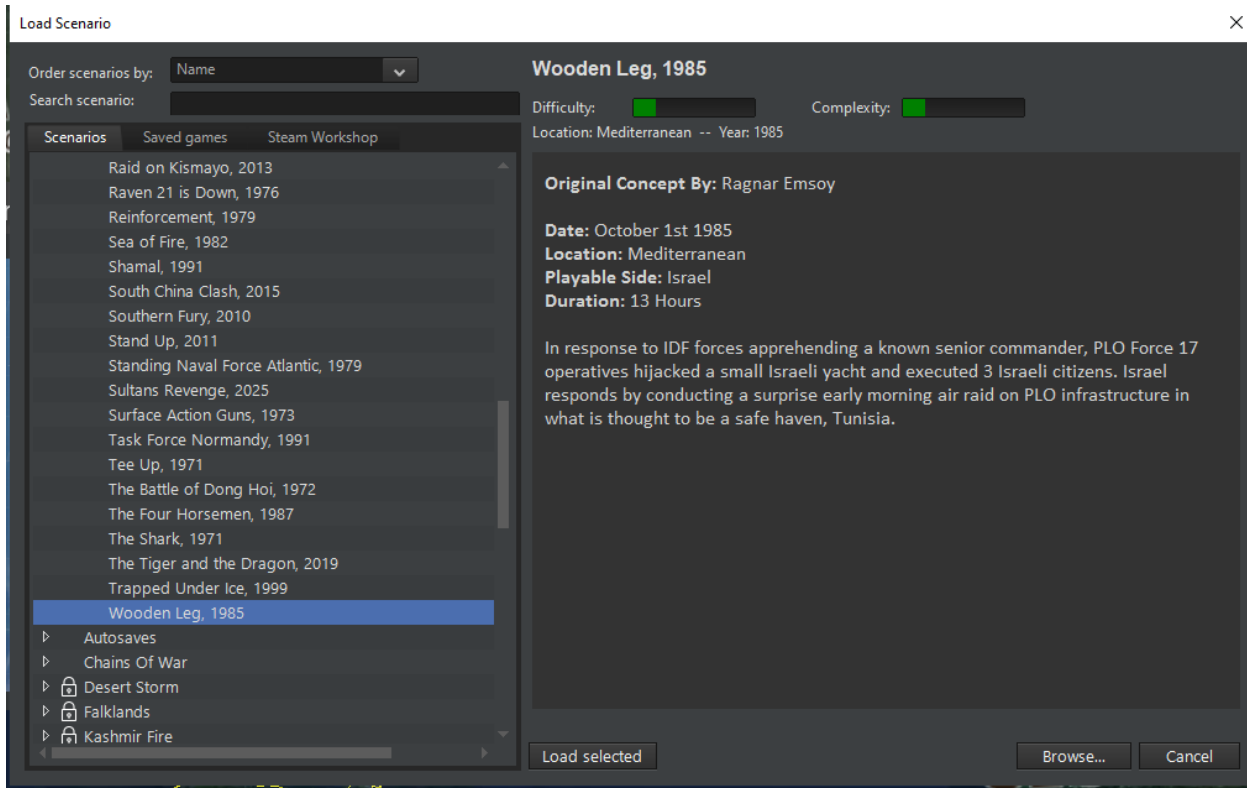 Load Scenario
Order scenarios by: Name
Search scenario:
Scenarios Saved games Steam Workshop
Raid on Kismayo, 2013
Raven 21 is Down, 1976
Reinforcement, 1979
Sea of Fire, 1982
Shamal, 1991
South China Clash, 2015
Southern Fury, 2010
Stand Up, 2011
Standing Naval Force Atlantic, 1979
Sultans Revenge, 2025
Surface Action Guns, 1973
Task Force Normandy, 1991
Tee Up, 1971
The Battle of Dong Hoi, 1972
The Four Horsemen, 1987
The Shark, 1971
The Tiger and the Dragon, 2019
Trapped Under Ice, 1999
Wooden Leg, 1985
Autosaves
Chains Of War
Desert Storm
Falklands
Kashmir Fire
Wooden Leg, 1985
Difficulty: Complexity:
Location: Mediterranean -- Year: 1985
Original Concept By: Ragnar Emsoy
Date: October 1st 1985
Location: Mediterranean
Playable Side: Israel
Duration: 13 Hours
In response to IDF forces apprehending a known senior commander, PLO Force 17
operatives hijacked a small Israeli yacht and executed 3 Israeli citizens. Israel
responds by conducting a surprise early morning air raid on PLO infrastructure in
what is thought to be a safe haven, Tunisia.
Load selected Browse... Cancel